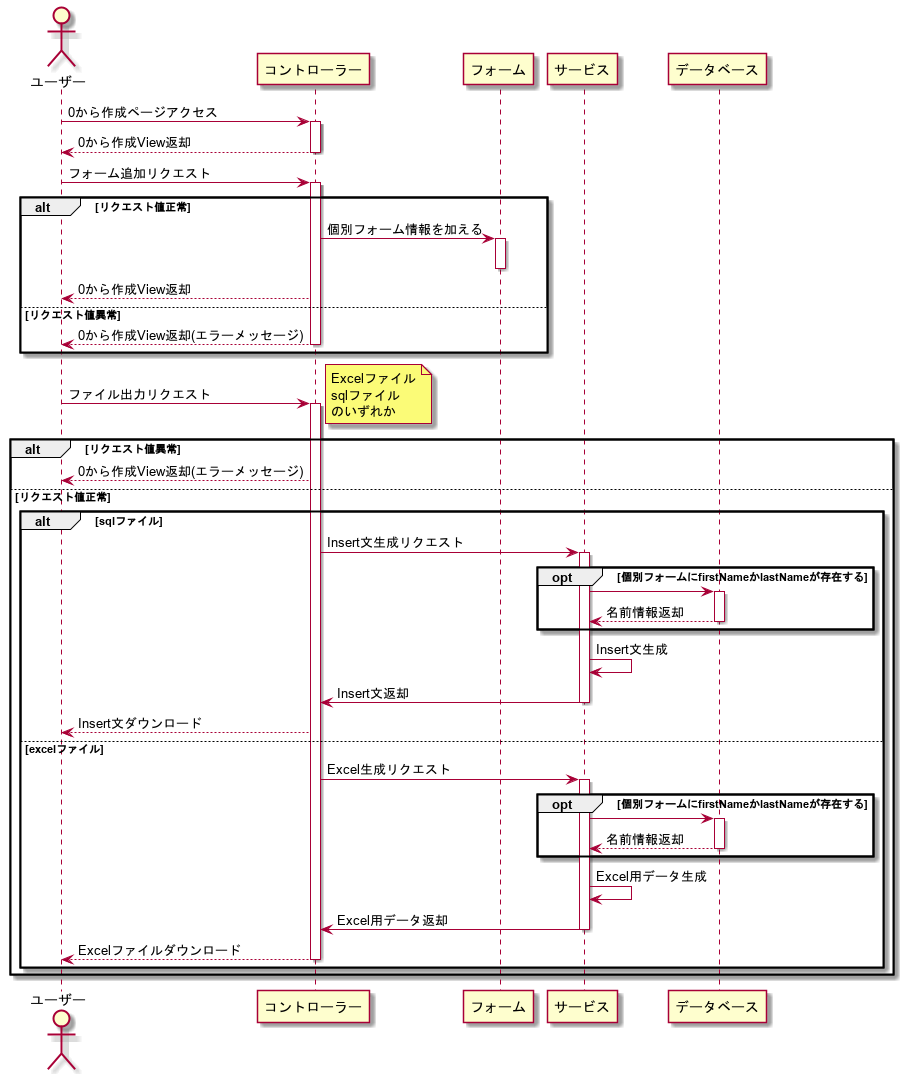 ユーザー
コントローラー
フォーム
サービス
データベース
0から作成ページアクセス
0から作成View返却
フォーム追加リクエスト
alt
[リクエスト値正常]
個別フォーム情報を加える
0から作成View返却
[リクエスト値異常]
0から作成View返却(エラーメッセージ)
ファイル出力リクエスト
Excelファイル
sqlファイル
のいずれか
alt
[リクエスト値異常]
0から作成View返却(エラーメッセージ)
[リクエスト値正常]
alt
[sqlファイル]
Insert文生成リクエスト
opt
[個別フォームにfirstNameかlastNameが存在する]
名前情報返却
Insert文生成
Insert文返却
Insert文ダウンロード
[excelファイル]
Excel生成リクエスト
opt
[個別フォームにfirstNameかlastNameが存在する]
名前情報返却
Excel用データ生成
Excel用データ返却
Excelファイルダウンロード
ユーザー
コントローラー
フォーム
サービス
データベース